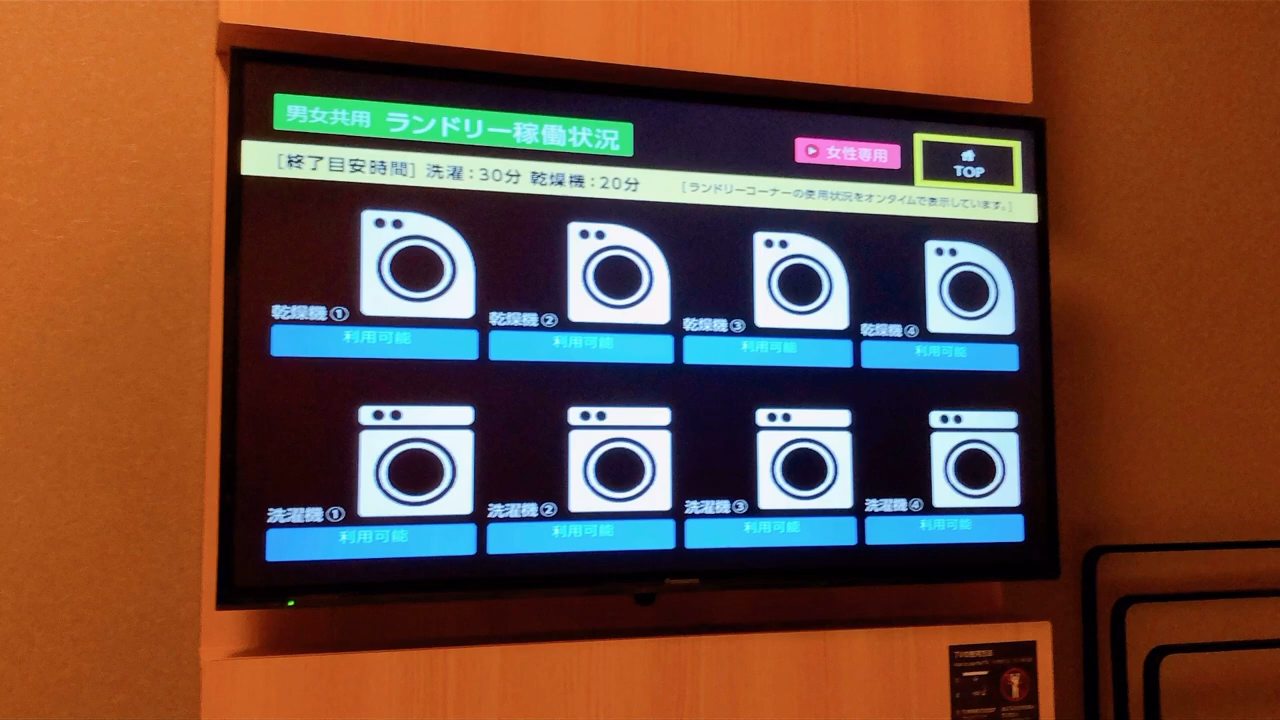 男女共用 ランドリー稼働状況
女性専用
TOP
[終了目安時間] 洗濯：30分 乾燥機：20分
[ランドリーコーナーの使用状況をオンタイムで表示しています。]
乾燥機① 乾燥機② 乾燥機③ 乾燥機④
利用可能 利用可能 利用可能 利用可能
洗濯機① 洗濯機② 洗濯機③ 洗濯機④
利用可能 利用可能 利用可能 利用可能